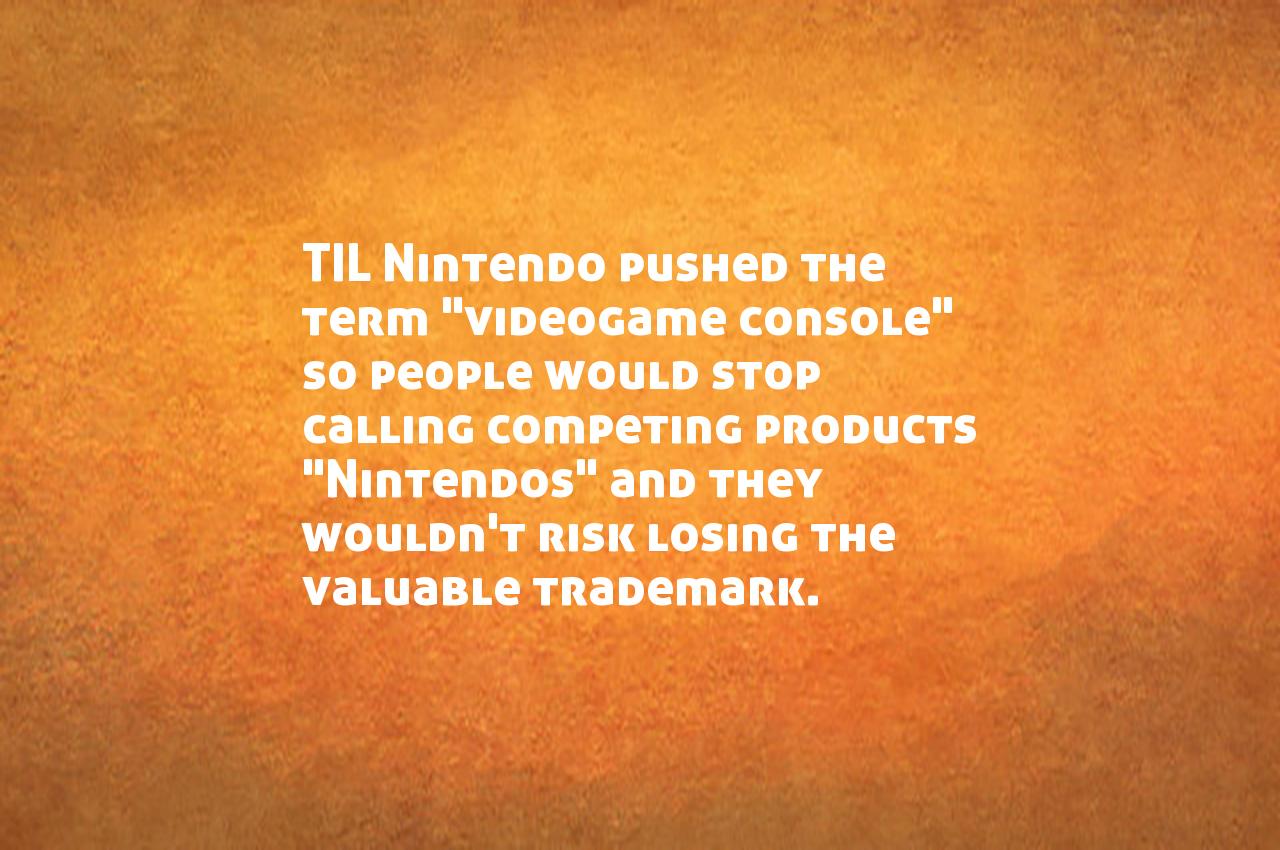 TIL Nintendo pushed the
term "videogame console"
so people would stop
calling competing products
"Nintendos" and they
wouldn't risk losing the
valuable trademark.